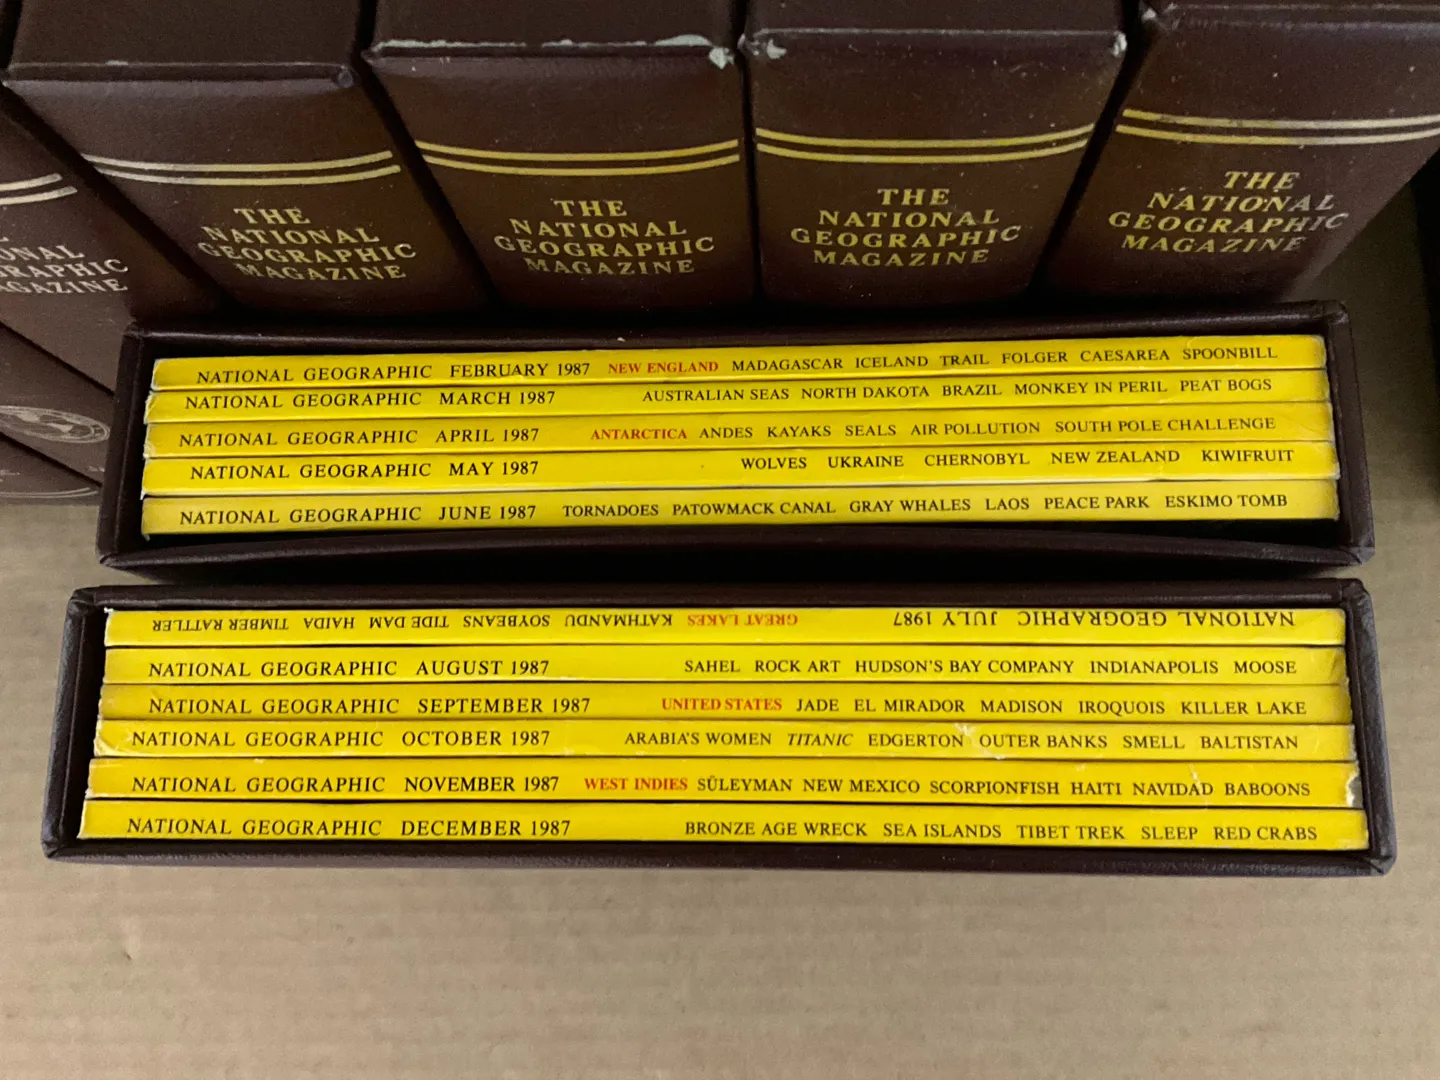 ONAL
GRAPHIC
MAGAZINE
THE
NATIONAL
GEOGRAPHIC
MAGAZINE
THE
NATIONAL
GEOGRAPHIC
MAGAZINE
THE
NATIONAL
GEOGRAPHIC
MAGAZINE
THE
NATIONAL
GEOGRAPHIC
MAGAZINE
NATIONAL GEOGRAPHIC FEBRUARY 1987 NEW ENGLAND MADAGASCAR ICELAND TRAIL FOLGER CAESAREA SPOONBILL
NATIONAL GEOGRAPHIC MARCH 1987 AUSTRALIAN SEAS NORTH DAKOTA BRAZIL MONKEY IN PERIL PEAT BOGS
NATIONAL GEOGRAPHIC APRIL 1987 ANTARCTICA ANDES KAYAKS SEALS AIR POLLUTION SOUTH POLE CHALLENGE
NATIONAL GEOGRAPHIC MAY 1987 WOLVES UKRAINE CHERNOBYL NEW ZEALAND KIWIFRUIT
NATIONAL GEOGRAPHIC JUNE 1987 TORNADOES PATOWMACK CANAL GRAY WHALES LAOS PEACE PARK ESKIMO TOMB
NATIONAL GEOGRAPHIC JULY 1987 GREAT LAKES KATHMANDU SOYBEANS TIDE DAM HAIDA TIMBER RATTLER
NATIONAL GEOGRAPHIC AUGUST 1987 SAHEL ROCK ART HUDSON'S BAY COMPANY INDIANAPOLIS MOOSE
NATIONAL GEOGRAPHIC SEPTEMBER 1987 UNITED STATES JADE EL MIRADOR MADISON IROQUOIS KILLER LAKE
NATIONAL GEOGRAPHIC OCTOBER 1987 ARABIA'S WOMEN TITANIC EDGERTON OUTER BANKS SMELL BALTISTAN
NATIONAL GEOGRAPHIC NOVEMBER 1987 WEST INDIES SÜLEYMAN NEW MEXICO SCORPIONFISH HAITI NAVIDAD BABOONS
NATIONAL GEOGRAPHIC DECEMBER 1987 BRONZE AGE WRECK SEA ISLANDS TIBET TREK SLEEP RED CRABS